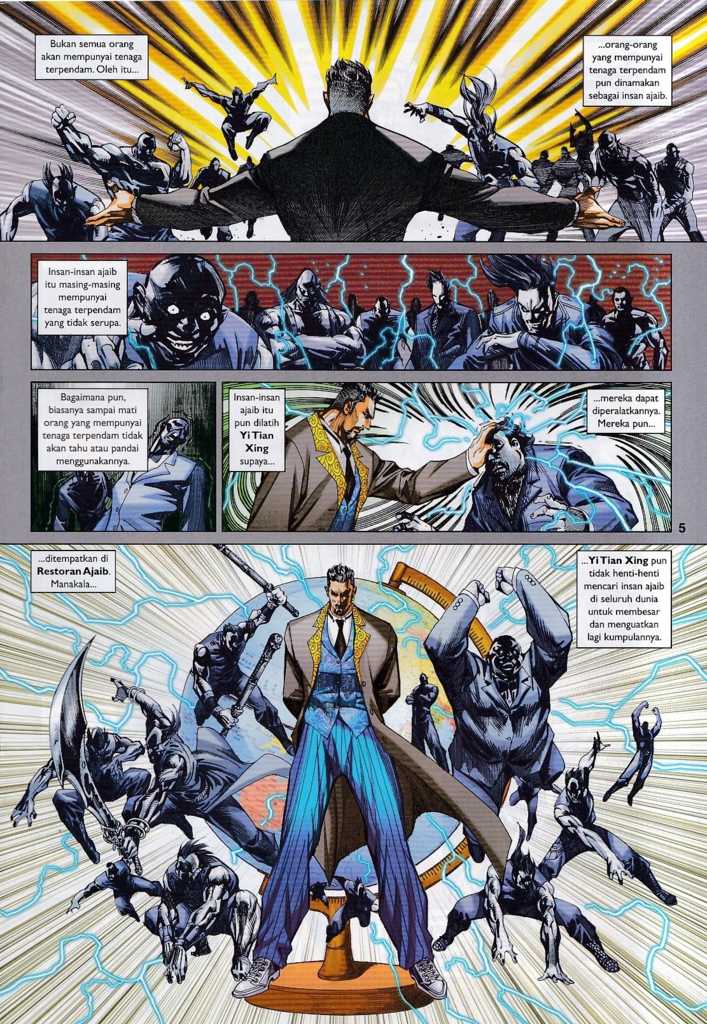 Bukan semua orang
akan mempunyai tenaga
terpendam. Oleh itu...
...orang-orang
yang mempunyai
tenaga terpendam
pun dinamakan
sebagai insan ajaib.
Insan-insan ajaib
itu masing-masing
mempunyai
tenaga terpendam
yang tidak serupa.
Bagaimana pun,
biasanya sampai mati
orang yang mempunyai
tenaga terpendam tidak
akan tahu atau pandai
menggunakannya.
Insan-insan
ajaib itu
pun dilatih
Yi Tian
Xing
supaya...
...mereka dapat
diperalatkannya.
Mereka pun...
5
...ditempatkan di
Restoran Ajaib.
Manakala...
...Yi Tian Xing pun
tidak henti-henti
mencari insan ajaib
di seluruh dunia
untuk membesar
dan menguatkan
lagi kumpulannya.